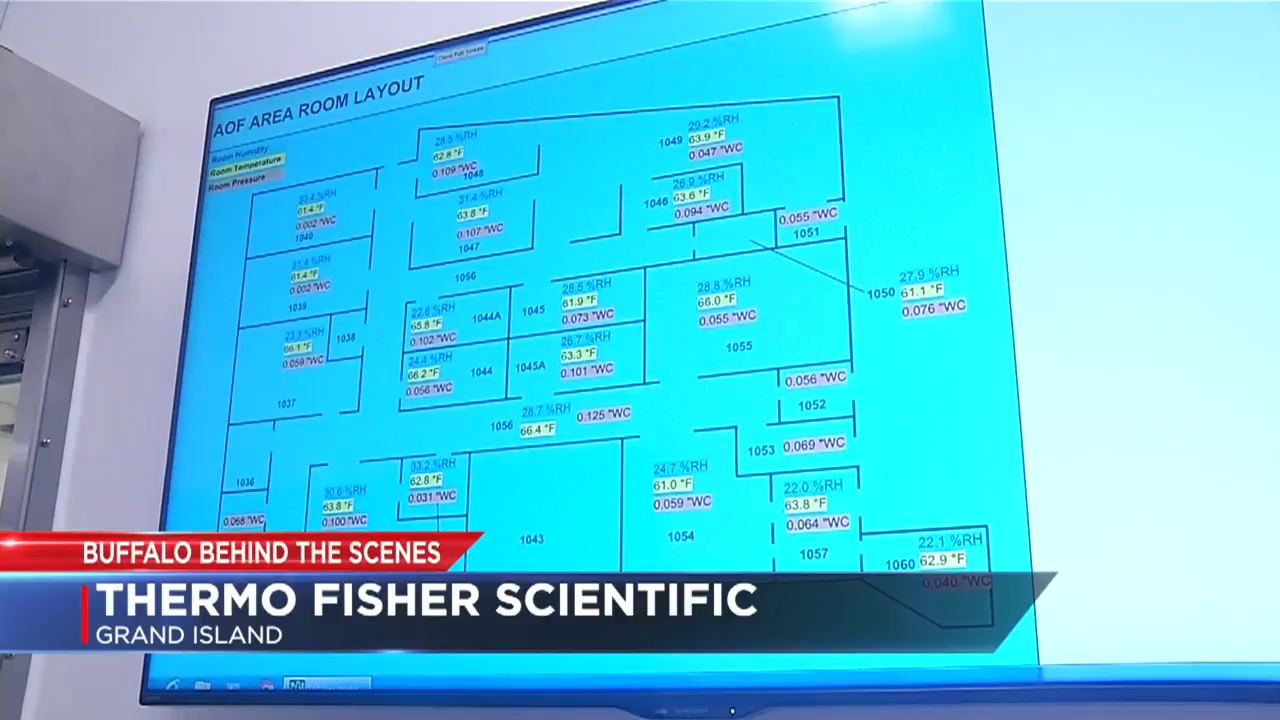 Close Full Screen
AOF AREA ROOM LAYOUT
Room Humidity
Room Temperature
Room Pressure
28.5 %RH
62.8 °F
0.109 "WC
1048
29.2 %RH
1049 63.9 °F
0.047 "WC
30.4 %RH
61.4 °F
0.002 "WC
1040
31.4 %RH
63.8 °F
0.107 "WC
1047
26.9 %RH
1046 63.6 °F
0.094 "WC
0.055 "WC
1051
31.4 %RH
61.4 °F
0.002 "WC
1039
1056
27.9 %RH
1050 61.1 °F
0.076 "WC
22.6 %RH
65.8 °F 1044A
0.102 "WC
28.5 %RH
1045 61.9 °F
0.073 "WC
28.8 %RH
66.0 °F
0.055 "WC
1055
23.3 %RH
66.1 °F
0.059 "WC
1038
1037
24.4 %RH
66.2 °F 1044
0.056 "WC
26.7 %RH
1045A 63.3 °F
0.101 "WC
0.056 "WC
1052
28.7 %RH 0.125 "WC
1056 66.4 °F
1053 0.069 "WC
1036
0.068 "WC
30.6 %RH
63.8 °F
0.100 "WC
33.2 %RH
62.8 °F
0.031 "WC
1043
24.7 %RH
61.0 °F
0.059 "WC
1054
22.0 %RH
63.8 °F
0.064 "WC
1057
22.1 %RH
1060 62.9 °F
0.040 "WC
BUFFALO BEHIND THE SCENES
THERMO FISHER SCIENTIFIC
GRAND ISLAND